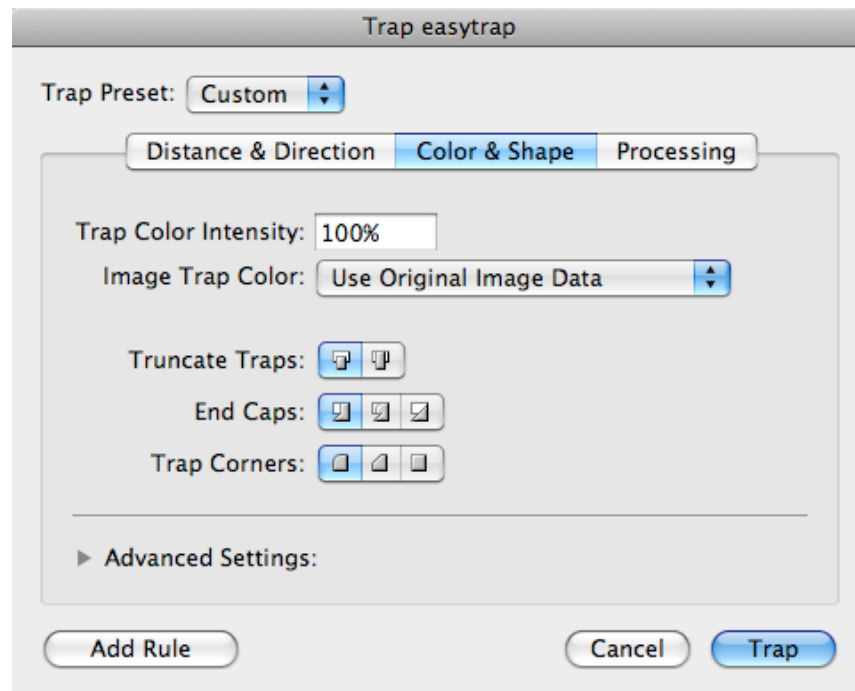 Trap easytrap
Trap Preset: Custom
Distance & Direction Color & Shape Processing
Trap Color Intensity: 100%
Image Trap Color: Use Original Image Data
Truncate Traps:
End Caps:
Trap Corners:
Advanced Settings:
Add Rule Cancel Trap